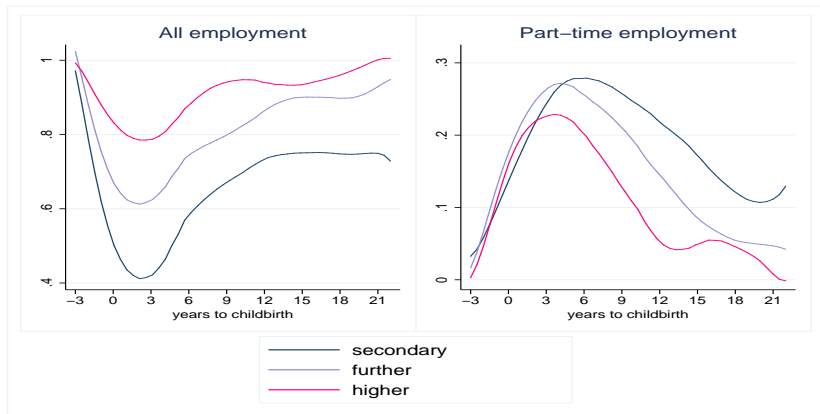 All employment
1
.8
.6
.4
−3 0 3 6 9 12 15 18 21
years to childbirth
Part−time employment
.3
.2
.1
0
−3 0 3 6 9 12 15 18 21
years to childbirth
secondary
further
higher